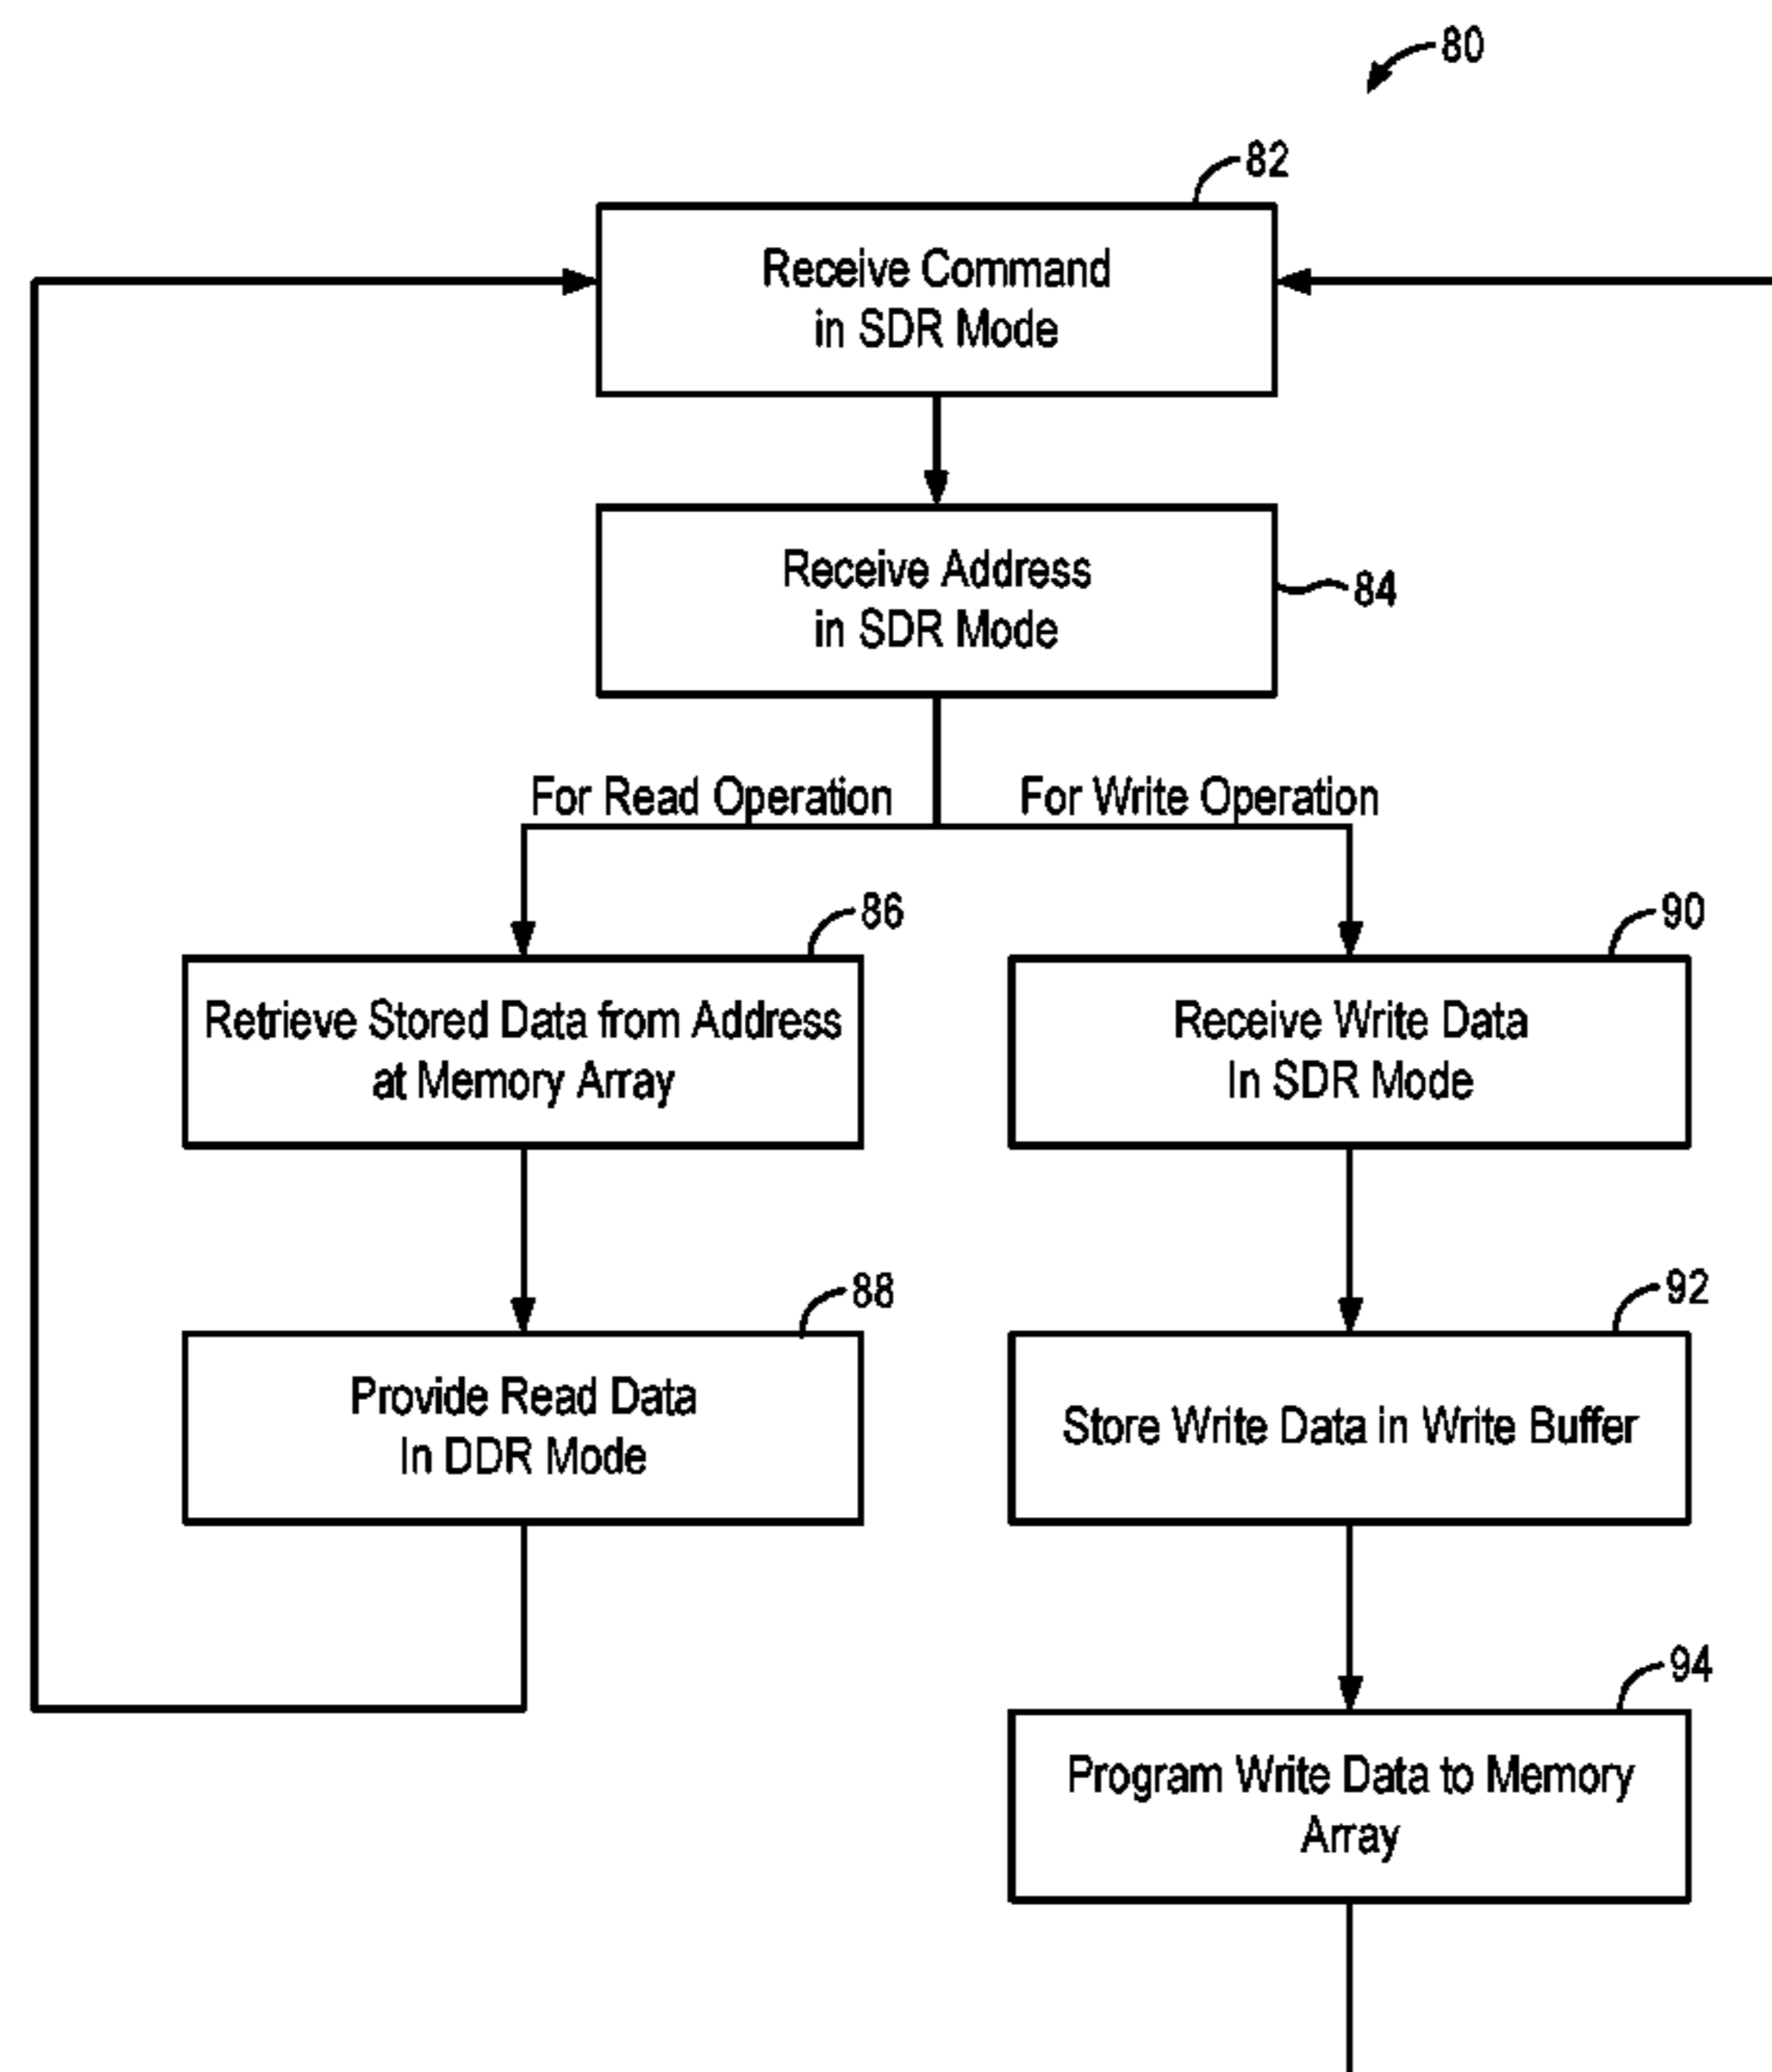 80
82
Receive Command
in SDR Mode
Receive Address
in SDR Mode
84
For Read Operation
For Write Operation
86
90
Retrieve Stored Data from Address
at Memory Array
Receive Write Data
In SDR Mode
88
92
Provide Read Data
In DDR Mode
Store Write Data in Write Buffer
94
Program Write Data to Memory
Array